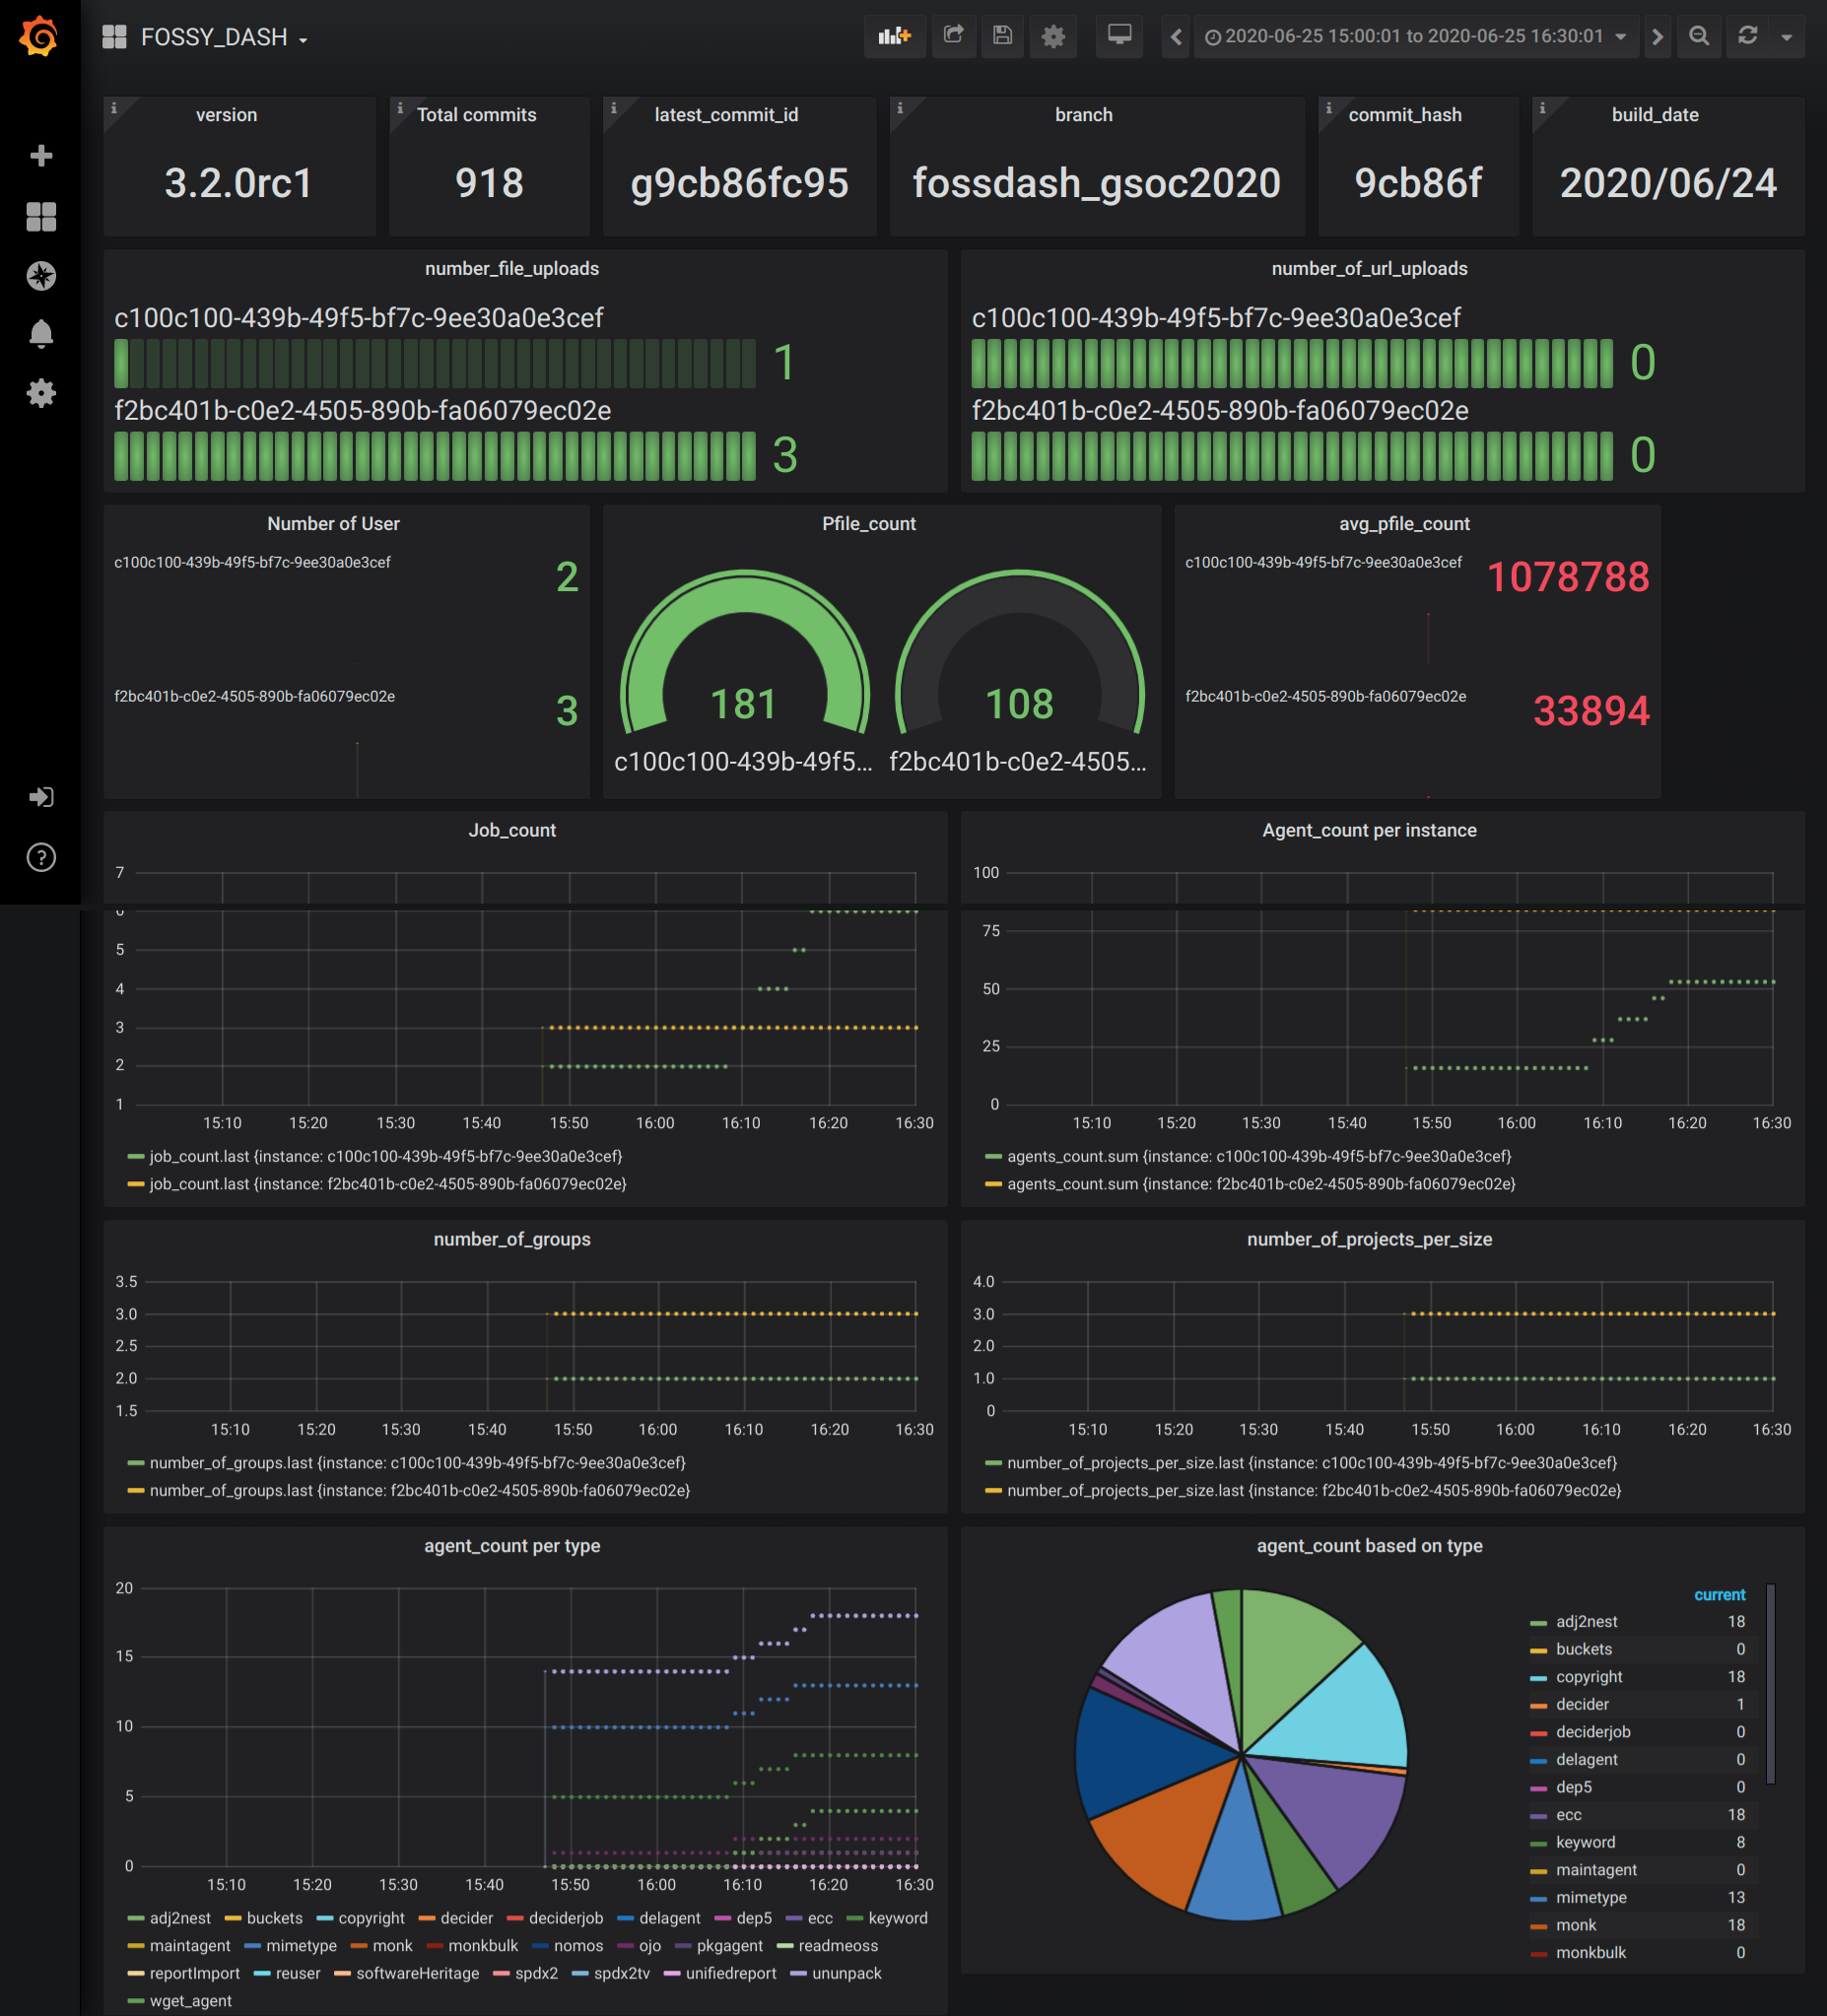 FOSSY_DASH
2020-06-25 15:00:01 to 2020-06-25 16:30:01
version
3.2.0rc1
Total commits
918
latest_commit_id
g9cb86fc95
branch
fossdash_gsoc2020
commit_hash
9cb86f
build_date
2020/06/24
number_file_uploads
c100c100-439b-49f5-bf7c-9ee30a0e3cef
1
f2bc401b-c0e2-4505-890b-fa06079ec02e
3
number_of_url_uploads
c100c100-439b-49f5-bf7c-9ee30a0e3cef
0
f2bc401b-c0e2-4505-890b-fa06079ec02e
0
Number of User
c100c100-439b-49f5-bf7c-9ee30a0e3cef
2
f2bc401b-c0e2-4505-890b-fa06079ec02e
3
Pfile_count
181
c100c100-439b-49f5...
108
f2bc401b-c0e2-4505...
avg_pfile_count
c100c100-439b-49f5-bf7c-9ee30a0e3cef
1078788
f2bc401b-c0e2-4505-890b-fa06079ec02e
33894
Job_count
7
6
5
4
3
2
1
15:10 15:20 15:30 15:40 15:50 16:00 16:10 16:20 16:30
job_count.last {instance: c100c100-439b-49f5-bf7c-9ee30a0e3cef}
job_count.last {instance: f2bc401b-c0e2-4505-890b-fa06079ec02e}
Agent_count per instance
100
75
50
25
0
15:10 15:20 15:30 15:40 15:50 16:00 16:10 16:20 16:30
agents_count.sum {instance: c100c100-439b-49f5-bf7c-9ee30a0e3cef}
agents_count.sum {instance: f2bc401b-c0e2-4505-890b-fa06079ec02e}
number_of_groups
3.5
3.0
2.5
2.0
1.5
15:10 15:20 15:30 15:40 15:50 16:00 16:10 16:20 16:30
number_of_groups.last {instance: c100c100-439b-49f5-bf7c-9ee30a0e3cef}
number_of_groups.last {instance: f2bc401b-c0e2-4505-890b-fa06079ec02e}
number_of_projects_per_size
4.0
3.0
2.0
1.0
0
15:10 15:20 15:30 15:40 15:50 16:00 16:10 16:20 16:30
number_of_projects_per_size.last {instance: c100c100-439b-49f5-bf7c-9ee30a0e3cef}
number_of_projects_per_size.last {instance: f2bc401b-c0e2-4505-890b-fa06079ec02e}
agent_count per type
20
15
10
5
0
15:10 15:20 15:30 15:40 15:50 16:00 16:10 16:20 16:30
adj2nest buckets copyright decider deciderjob delagent dep5 ecc keyword
maintagent mimetype monk monkbulk nomos ojo pkgagent readmeoss
reportImport reuser softwareHeritage spdx2 spdx2tv unifiedreport ununpack
wget_agent
agent_count based on type
current
adj2nest 18
buckets 0
copyright 18
decider 1
deciderjob 0
delagent 0
dep5 0
ecc 18
keyword 8
maintagent 0
mimetype 13
monk 18
monkbulk 0